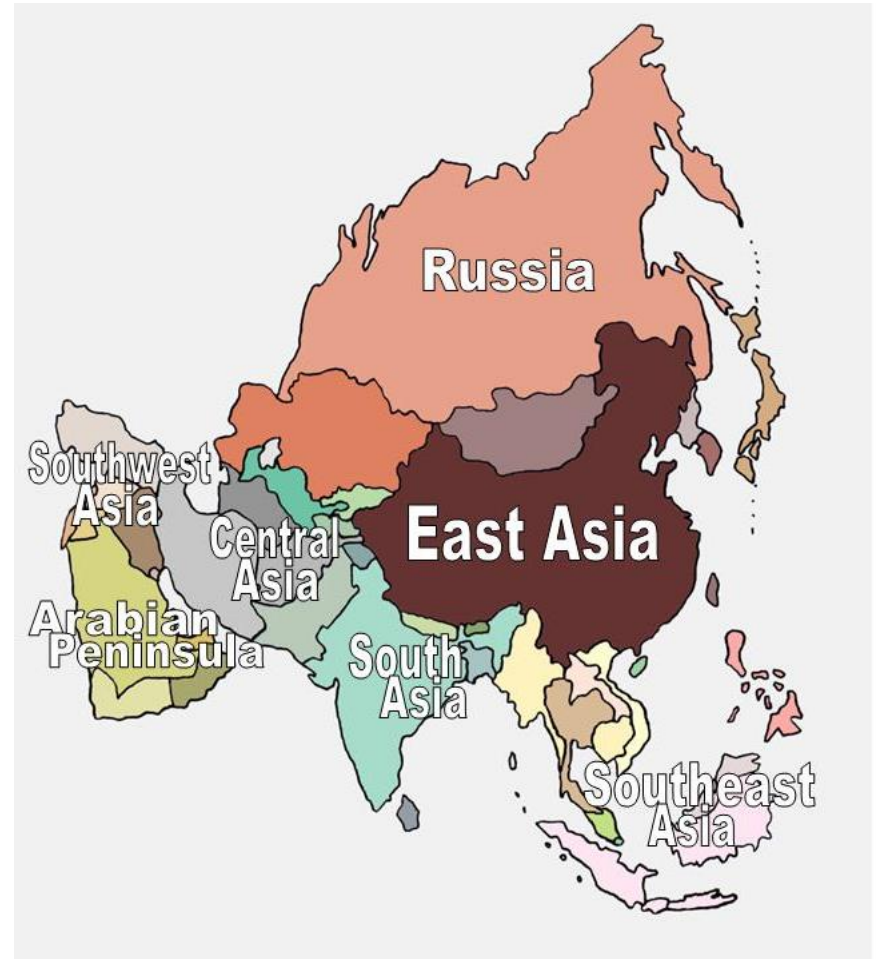 Russia
Southwest
Asia
East Asia
Central
Asia
Arabian
Peninsula
South
Asia
Southeast
Asia